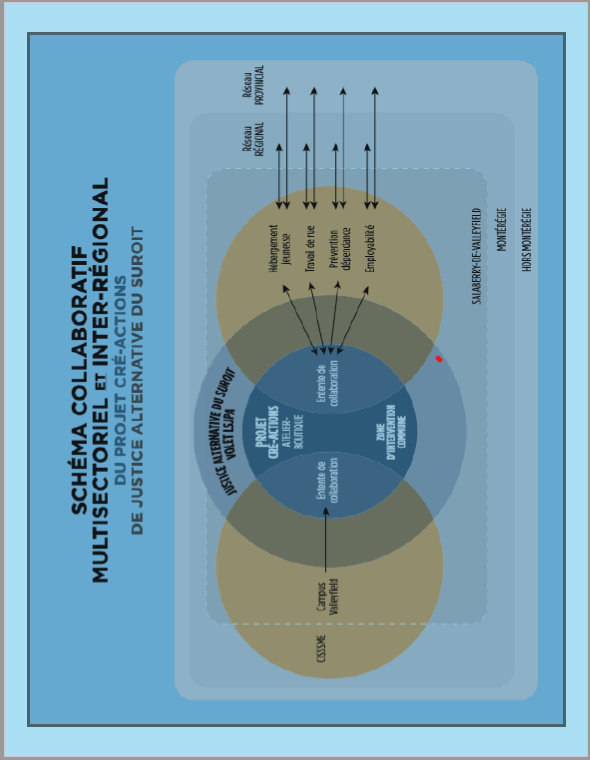 SCHÉMA COLLABORATIF
MULTISECTORIEL ET INTER-RÉGIONAL
DU PROJET CRÉ-ACTIONS
DE JUSTICE ALTERNATIVE DU SUROIT
CISSSME
Campus
Valleyfield
JUSTICE ALTERNATIVE DU SUROIT
VOLET LSJPA
Entente de
collaboration
PROJET
CRÉ-ACTIONS
ATELIER-
BOUTIQUE
ZONE
D'INTERVENTION
COMMUNE
Entente de
collaboration
Hébergement
jeunesse
Travail de rue
Prévention
dépendance
Employabilité
Réseau
RÉGIONAL
Réseau
PROVINCIAL
SALABERRY-DE-VALLEYFIELD
MONTÉRÉGIE
HORS MONTÉRÉGIE